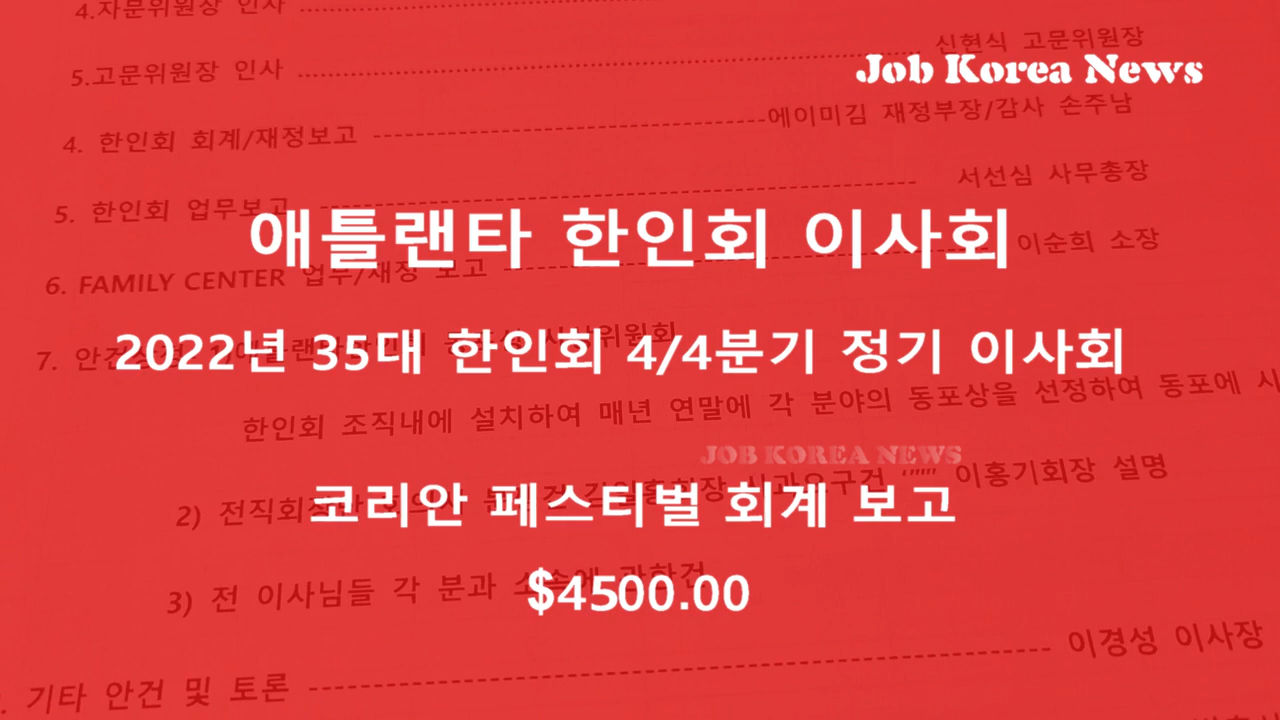 4.자문위원장 인사
5.고문위원장 인사 신현식 고문위원장
Job Korea News
4. 한인회 회계/재정보고 에이미김 재정부장/감사 손주남
5. 한인회 업무보고 서선심 사무총장
애틀랜타 한인회 이사회
6. FAMILY CENTER 업무/재정 보고 이순희 소장
2022년 35대 한인회 4/4분기 정기 이사회
7.
한인회 조직내에 설치하여 매년 연말에 각 분야의 동포상을 선정하여 동포에
JOB KOREA NEWS
2) 이홍기회장 설명
코리안 페스티벌 회계 보고
3) 전 이사님들 각 분과
$4500.00
이경성 이사장
기타 안건 및 토론